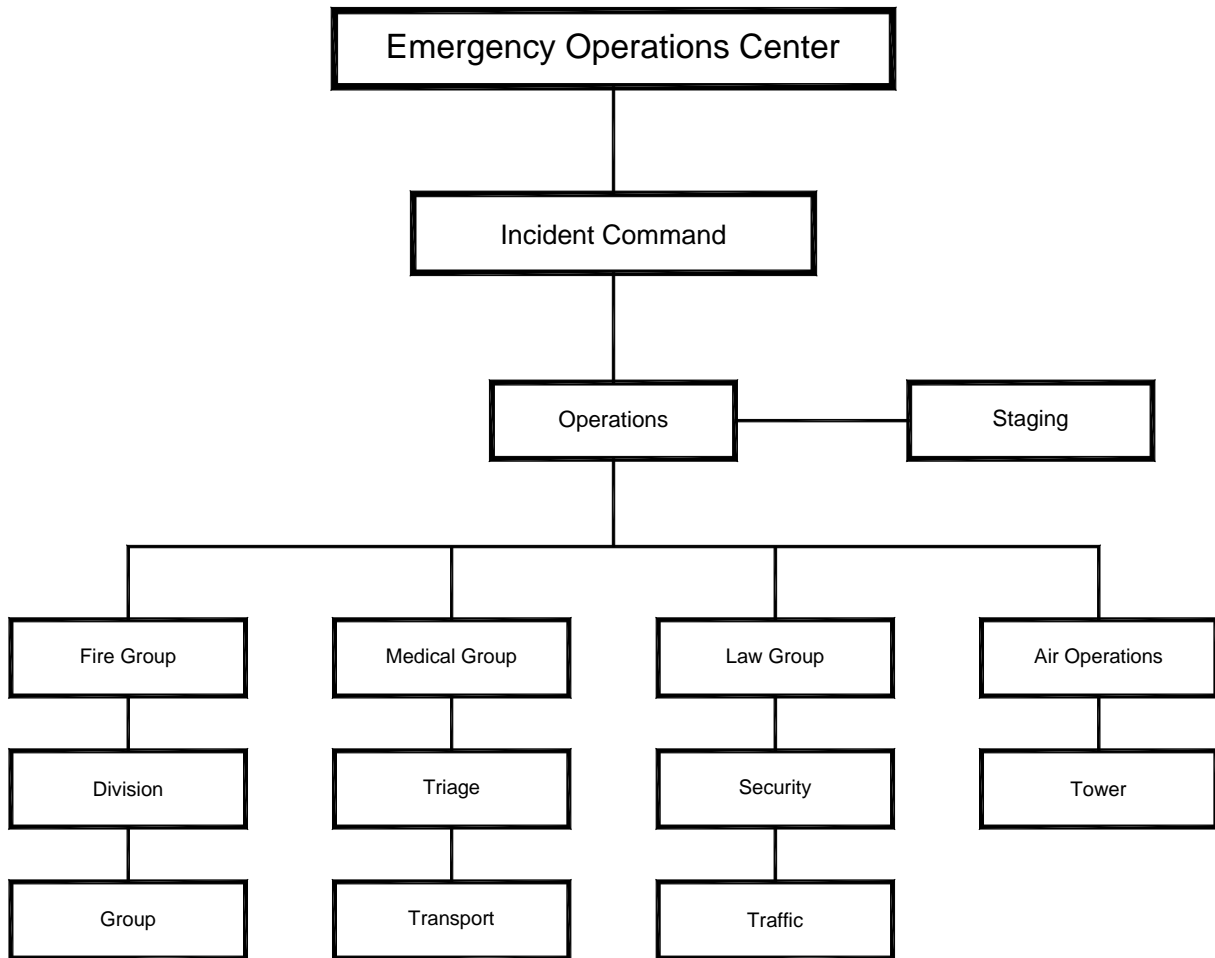 Emergency Operations Center
Incident Command
Operations
Staging
Fire Group
Medical Group
Law Group
Air Operations
Division
Triage
Security
Tower
Group
Transport
Traffic